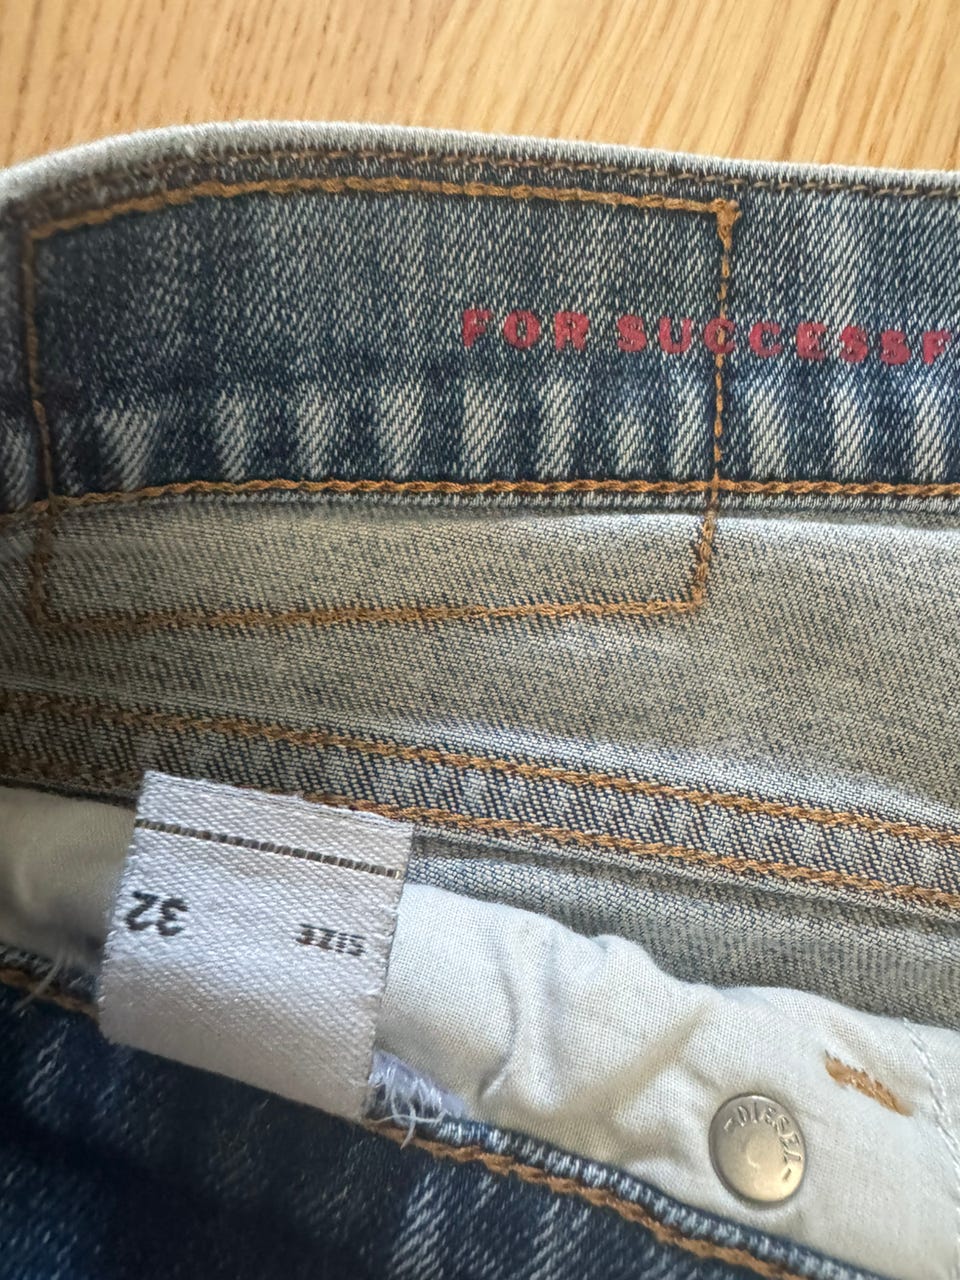 FOR SUCCESSF
SIZE
32
-DIESEL-